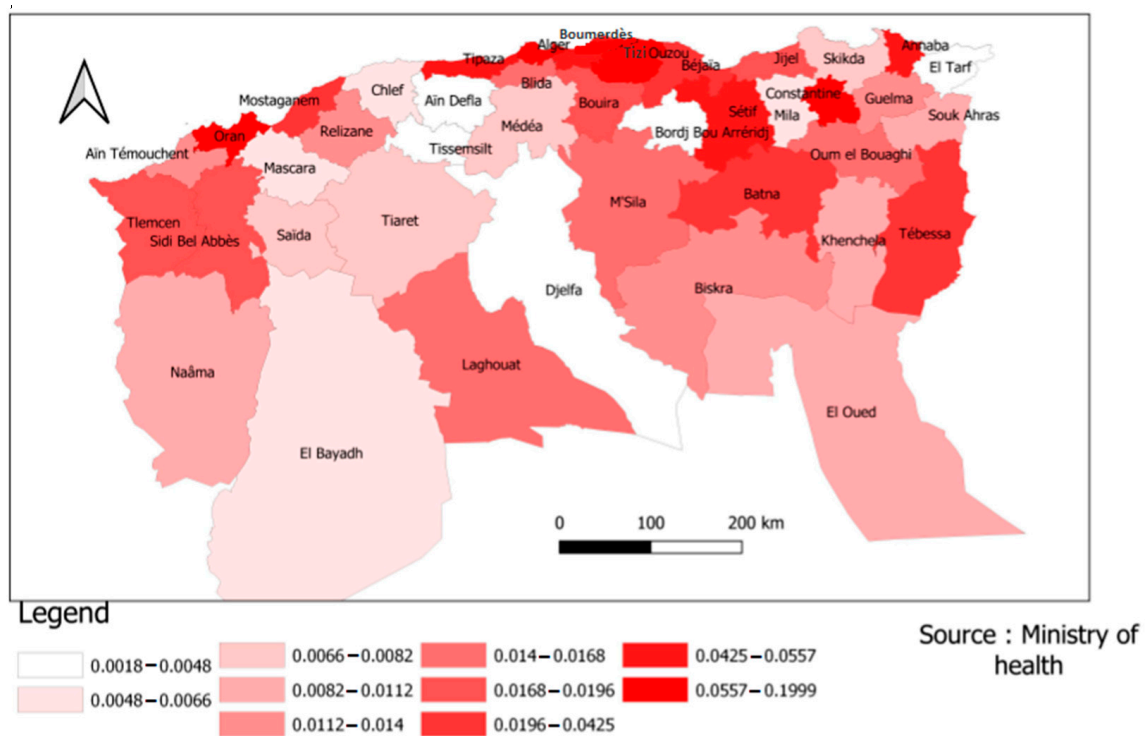 Boumerdès
Alger
Tipaza
Tizi Ouzou
Béjaïa
Jijel
Skikda
Annaba
El Tarf
Blida
Chlef
Aïn Defla
Mostaganem
Bouira
Constantine
Guelma
Mila
Sétif
Souk Ahras
Relizane
Médéa
Oran
Bordj Bou Arréridj
Tissemsilt
Aïn Témouchent
Oum el Bouaghi
Mascara
Batna
M'Sila
Tlemcen
Tiaret
Saïda
Sidi Bel Abbès
Khenchela
Tébessa
Djelfa
Biskra
Laghouat
Naâma
El Oued
El Bayadh
0 100 200 km
Legend
0.0018–0.0048
0.0048–0.0066
0.0066–0.0082
0.0082–0.0112
0.0112–0.014
0.014–0.0168
0.0168–0.0196
0.0196–0.0425
0.0425–0.0557
0.0557–0.1999
Source : Ministry of
health